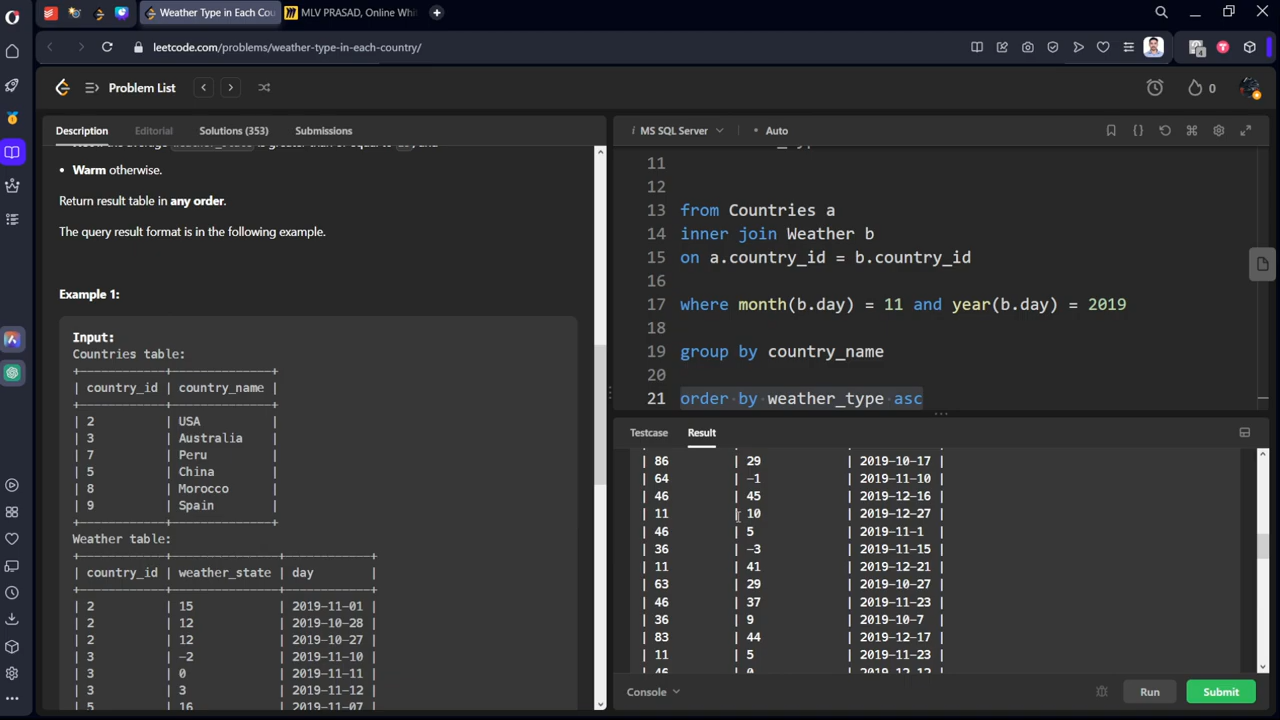 Weather Type in Each Cou
MLV PRASAD, Online Whit
leetcode.com/problems/weather-type-in-each-country/
Problem List
0
Description
Editorial
Solutions (353)
Submissions
• Warm otherwise.
Return result table in any order.
The query result format is in the following example.
Example 1:
Input:
Countries table:
+------------+--------------+
| country_id | country_name |
+------------+--------------+
| 2 | USA |
| 3 | Australia |
| 7 | Peru |
| 5 | China |
| 8 | Morocco |
| 9 | Spain |
+------------+--------------+
Weather table:
+------------+---------------+------------+
| country_id | weather_state | day |
+------------+---------------+------------+
| 2 | 15 | 2019-11-01 |
| 2 | 12 | 2019-10-28 |
| 2 | 12 | 2019-10-27 |
| 3 | -2 | 2019-11-10 |
| 3 | 0 | 2019-11-11 |
| 3 | 3 | 2019-11-12 |
| 5 | 16 | 2019-11-07 |
i MS SQL Server
• Auto
11
12
13 from Countries a
14 inner join Weather b
15 on a.country_id = b.country_id
16
17 where month(b.day) = 11 and year(b.day) = 2019
18
19 group by country_name
20
21 order by weather_type asc
Testcase
Result
| 86 | 29 | 2019-10-17 |
| 64 | -1 | 2019-11-10 |
| 46 | 45 | 2019-12-16 |
| 11 | 10 | 2019-12-27 |
| 46 | 5 | 2019-11-1 |
| 36 | -3 | 2019-11-15 |
| 11 | 41 | 2019-12-21 |
| 63 | 29 | 2019-10-27 |
| 46 | 37 | 2019-11-23 |
| 36 | 9 | 2019-10-7 |
| 83 | 44 | 2019-12-17 |
| 11 | 5 | 2019-11-23 |
Console
Run
Submit